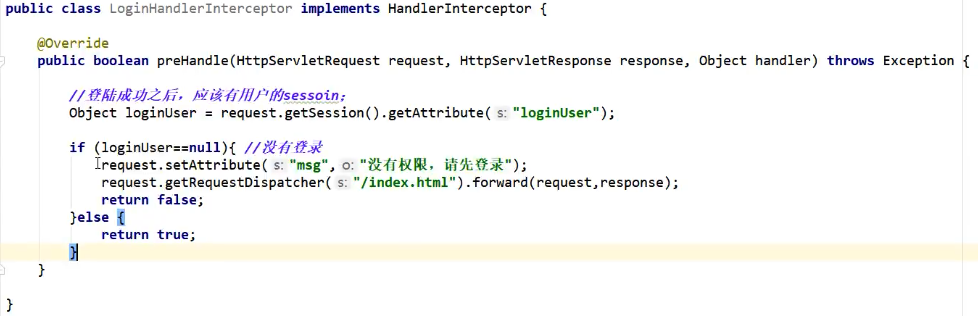 public class LoginHandlerInterceptor implements HandlerInterceptor {
@Override
public boolean preHandle(HttpServletRequest request, HttpServletResponse response, Object handler) throws Exception {
//登陆成功之后，应该有用户的sessoin；
Object loginUser = request.getSession().getAttribute( s: "loginUser");
if (loginUser==null){ //没有登录
request.setAttribute( s: "msg", o: "没有权限，请先登录");
request.getRequestDispatcher( s: "/index.html").forward(request,response);
return false;
}else {
return true;
}
}
}